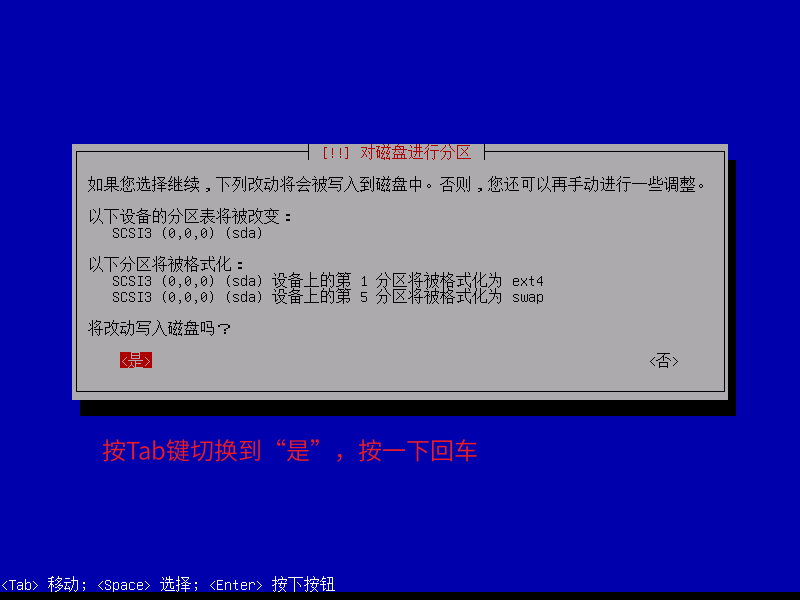 [!!] 对磁盘进行分区
如果您选择继续,下列改动将会被写入到磁盘中。否则,您还可以再手动进行一些调整。
以下设备的分区表将被改变：
SCSI3 (0,0,0) (sda)
以下分区将被格式化：
SCSI3 (0,0,0) (sda) 设备上的第 1 分区将被格式化为 ext4
SCSI3 (0,0,0) (sda) 设备上的第 5 分区将被格式化为 swap
将改动写入磁盘吗？
<是> <否>
按Tab键切换到“是”，按一下回车
<Tab> 移动; <Space> 选择; <Enter> 按下按钮